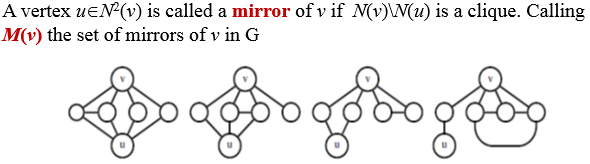 A vertex u∈N²(v) is called a mirror of v if N(v)\N(u) is a clique. Calling
M(v) the set of mirrors of v in G
v v v v
u u u u